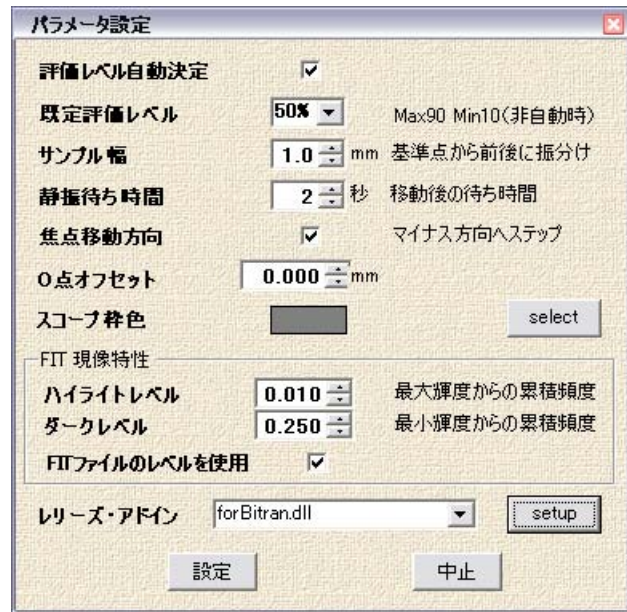 パラメータ設定
評価レベル自動決定
既定評価レベル 50% Max90 Min10(非自動時)
サンプル幅 1.0 mm 基準点から前後に振分け
静振待ち時間 2 秒 移動後の待ち時間
焦点移動方向 マイナス方向へステップ
0点オフセット 0.000 mm
スコープ枠色 select
FIT 現像特性
ハイライトレベル 0.010 最大輝度からの累積頻度
ダークレベル 0.250 最小輝度からの累積頻度
FITファイルのレベルを使用
レリーズ・アドイン forBitran.dll setup
設定 中止